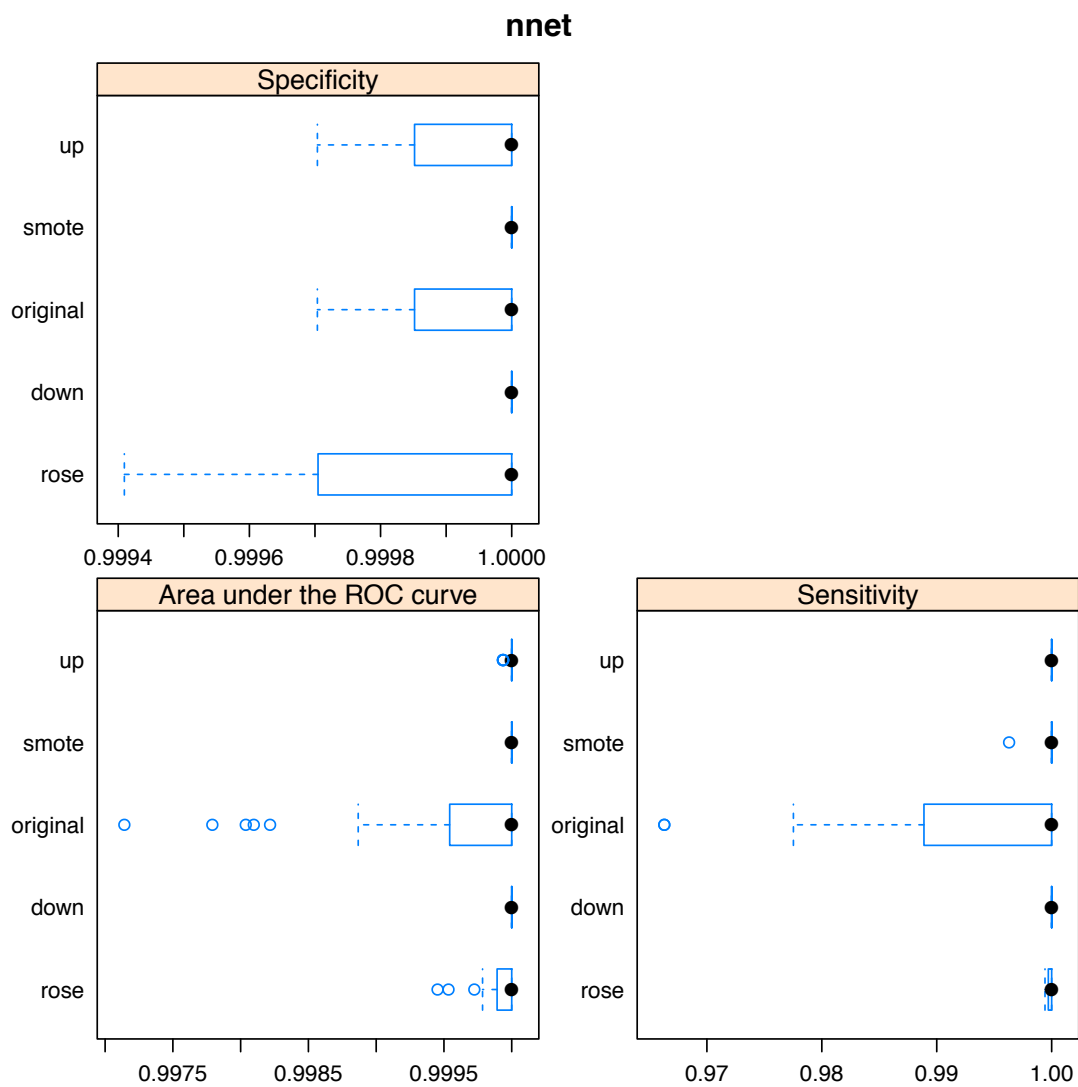 nnet
Specificity
up
smote
original
down
rose
0.9994 0.9996 0.9998 1.0000
Area under the ROC curve
up
smote
original
down
rose
0.9975 0.9985 0.9995
Sensitivity
up
smote
original
down
rose
0.97 0.98 0.99 1.00